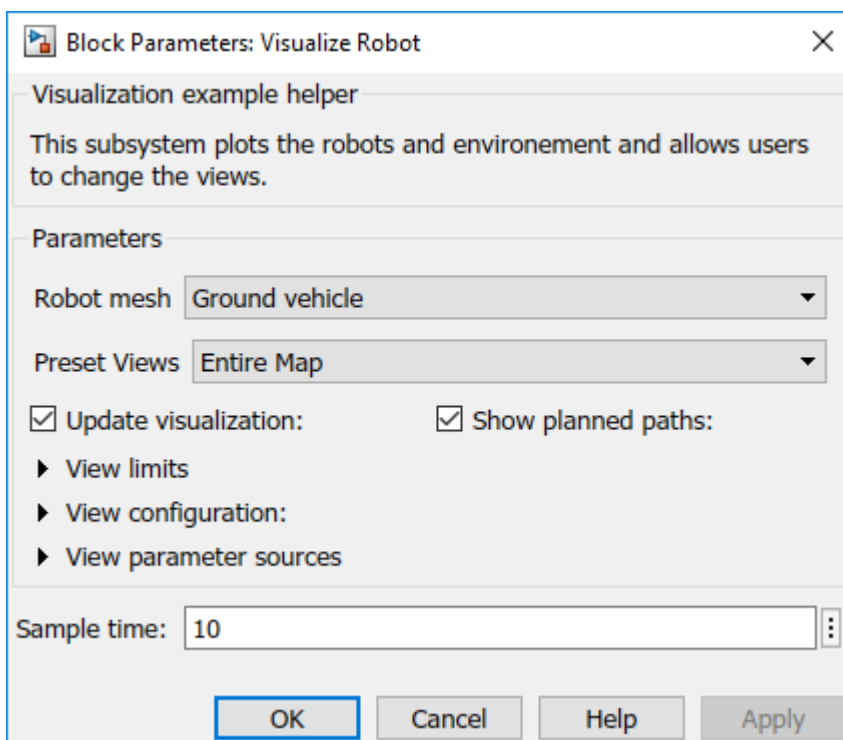 Block Parameters: Visualize Robot
Visualization example helper
This subsystem plots the robots and environement and allows users
to change the views.
Parameters
Robot mesh Ground vehicle
Preset Views Entire Map
Update visualization: Show planned paths:
View limits
View configuration:
View parameter sources
Sample time: 10
OK Cancel Help Apply